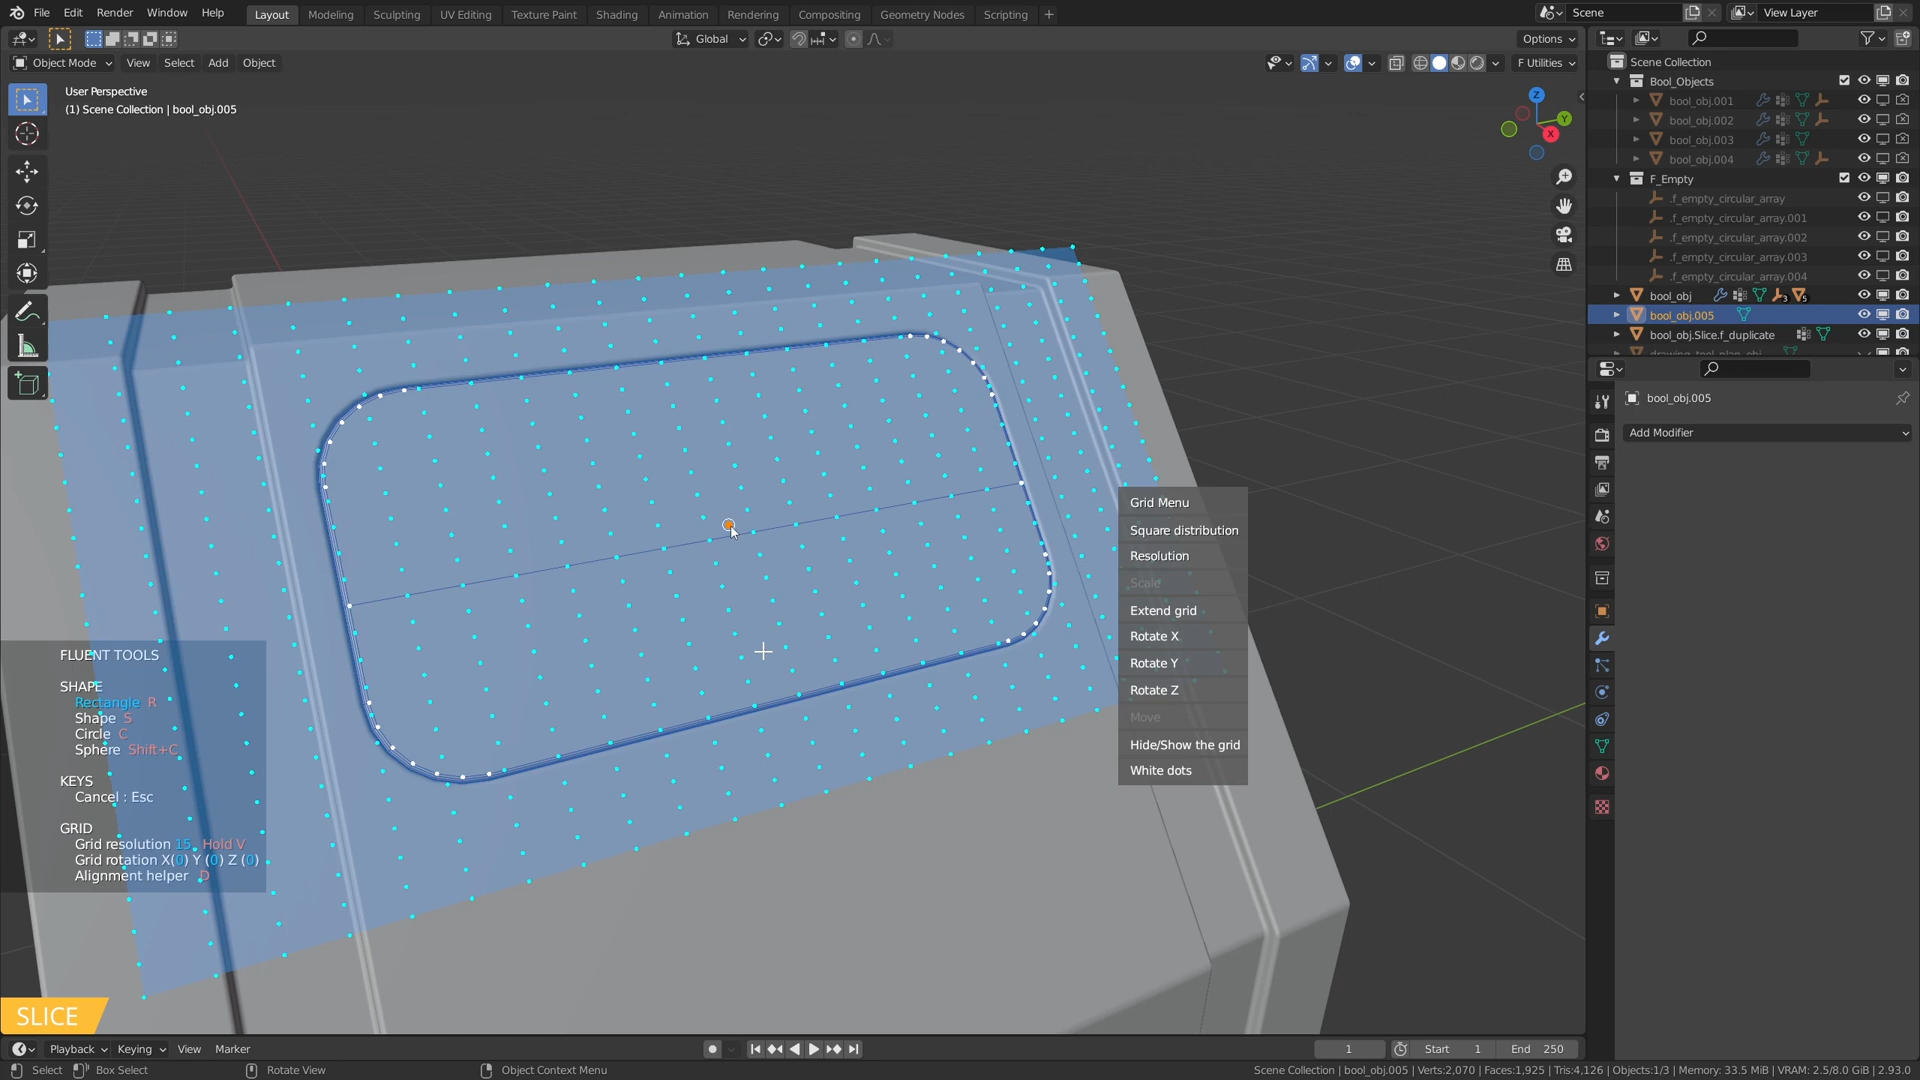 File Edit Render Window Help Layout Modeling Sculpting UV Editing Texture Paint Shading Animation Rendering Compositing Geometry Nodes Scripting + Scene View Layer
Global Options
Object Mode View Select Add Object F Utilities
User Perspective
(1) Scene Collection | bool_obj.005
Z
Y
X
Scene Collection
Bool_Objects
bool_obj.001
bool_obj.002
bool_obj.003
bool_obj.004
F_Empty
.f_empty_circular_array
.f_empty_circular_array.001
.f_empty_circular_array.002
.f_empty_circular_array.003
.f_empty_circular_array.004
bool_obj 3 5
bool_obj.005
bool_obj.Slice.f_duplicate
bool_obj.005
Add Modifier
Grid Menu
Square distribution
Resolution
Scale
Extend grid
Rotate X
Rotate Y
Rotate Z
Move
Hide/Show the grid
White dots
FLUENT TOOLS
SHAPE
Rectangle R
Shape S
Circle C
Sphere Shift+C
KEYS
Cancel : Esc
GRID
Grid resolution 15, Hold V
Grid rotation X(0) Y (0) Z (0)
Alignment helper D
SLICE
Playback Keying View Marker 1 Start 1 End 250
Select Box Select Rotate View Object Context Menu Scene Collection | bool_obj.005 | Verts:2,070 | Faces:1,925 | Tris:4,126 | Objects:1/3 | Memory: 33.5 MiB | VRAM: 2.5/8.0 GiB | 2.93.0